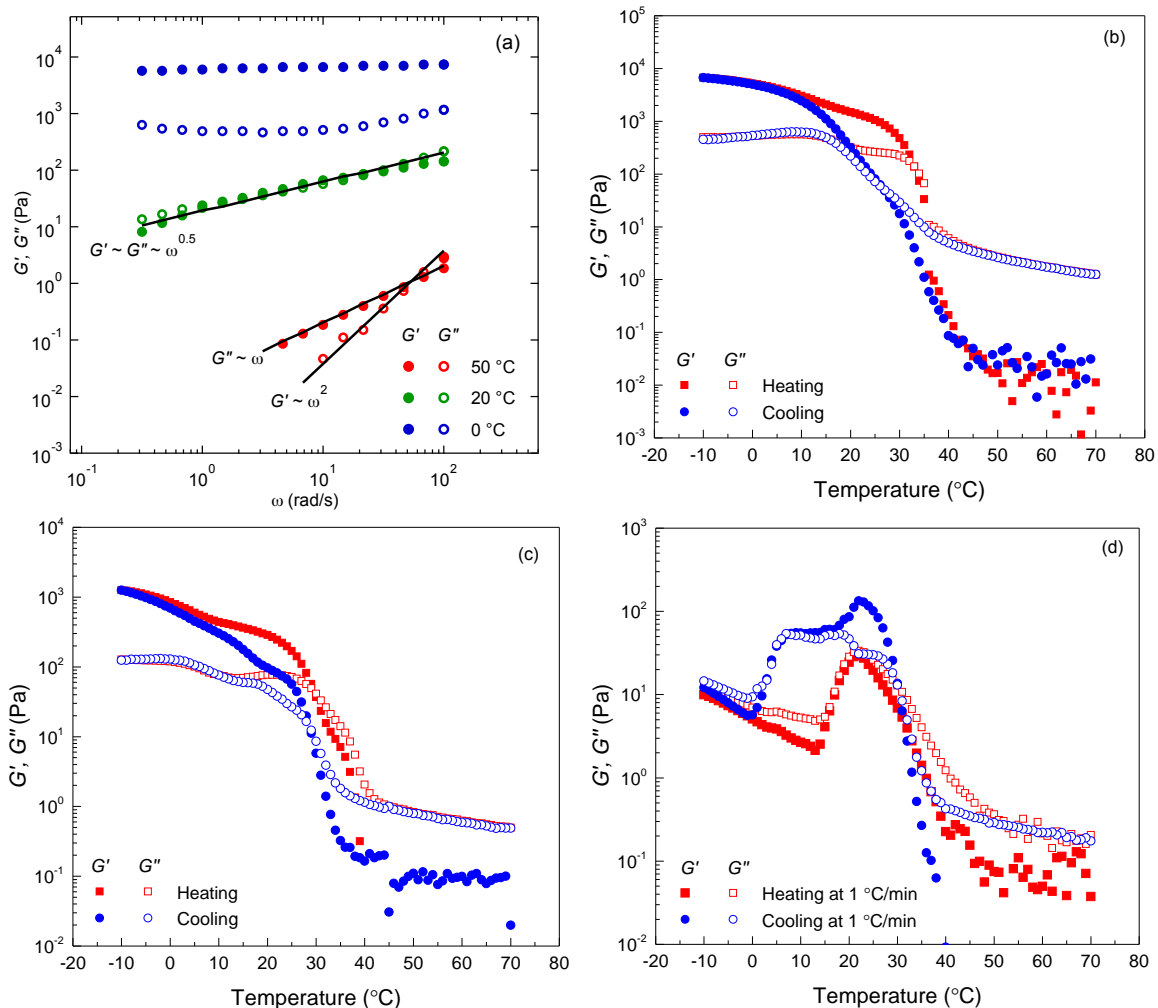 (a)
G', G" (Pa)
10^4
10^3
10^2
10^1
10^0
10^-1
10^-2
10^-3
G' ~ G" ~ ω^0.5
G" ~ ω
G' ~ ω^2
G' G"
50 °C
20 °C
0 °C
10^-1 10^0 10^1 10^2
ω (rad/s)
(b)
G', G" (Pa)
10^5
10^4
10^3
10^2
10^1
10^0
10^-1
10^-2
10^-3
G' G"
Heating
Cooling
-20 -10 0 10 20 30 40 50 60 70 80
Temperature (°C)
(c)
G', G" (Pa)
10^4
10^3
10^2
10^1
10^0
10^-1
10^-2
G' G"
Heating
Cooling
-20 -10 0 10 20 30 40 50 60 70 80
Temperature (°C)
(d)
G', G" (Pa)
10^3
10^2
10^1
10^0
10^-1
10^-2
G' G"
Heating at 1 °C/min
Cooling at 1 °C/min
-20 -10 0 10 20 30 40 50 60 70 80
Temperature (°C)